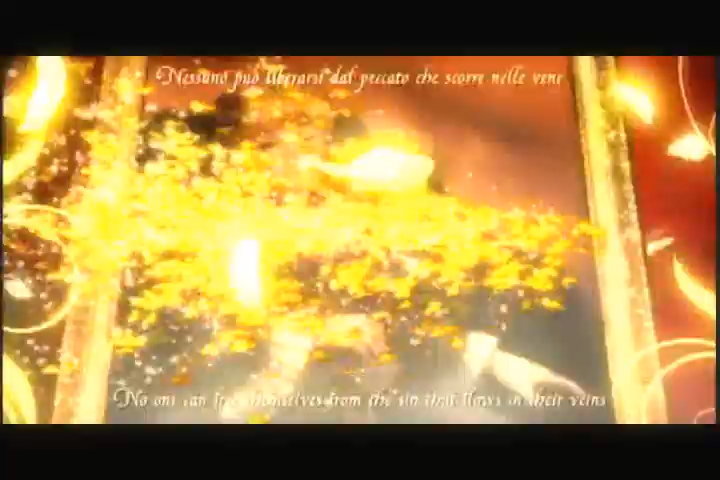 Nessuno può liberarsi dal peccato che scorre nelle vene
No one can free themselves from the sin that flows in their veins